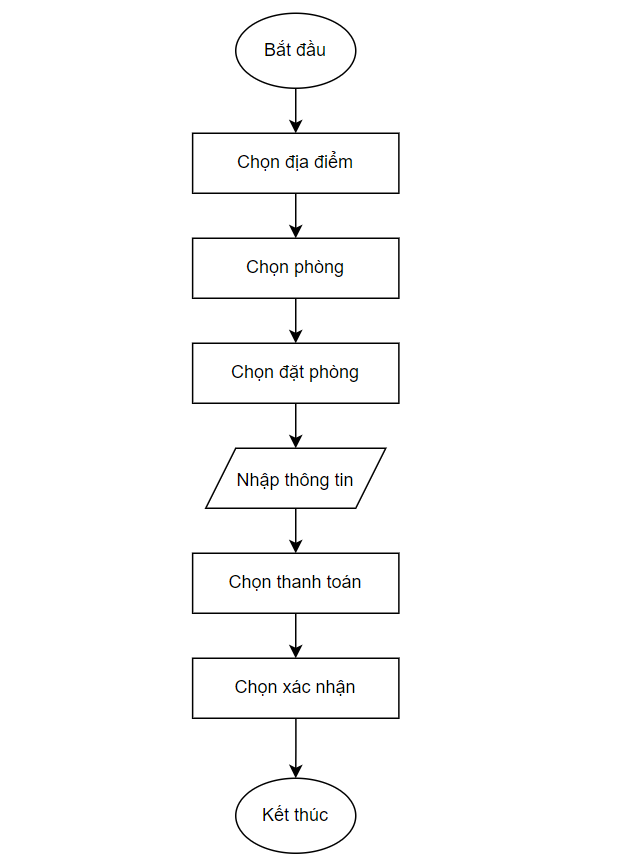 Bắt đầu
Chọn địa điểm
Chọn phòng
Chọn đặt phòng
Nhập thông tin
Chọn thanh toán
Chọn xác nhận
Kết thúc